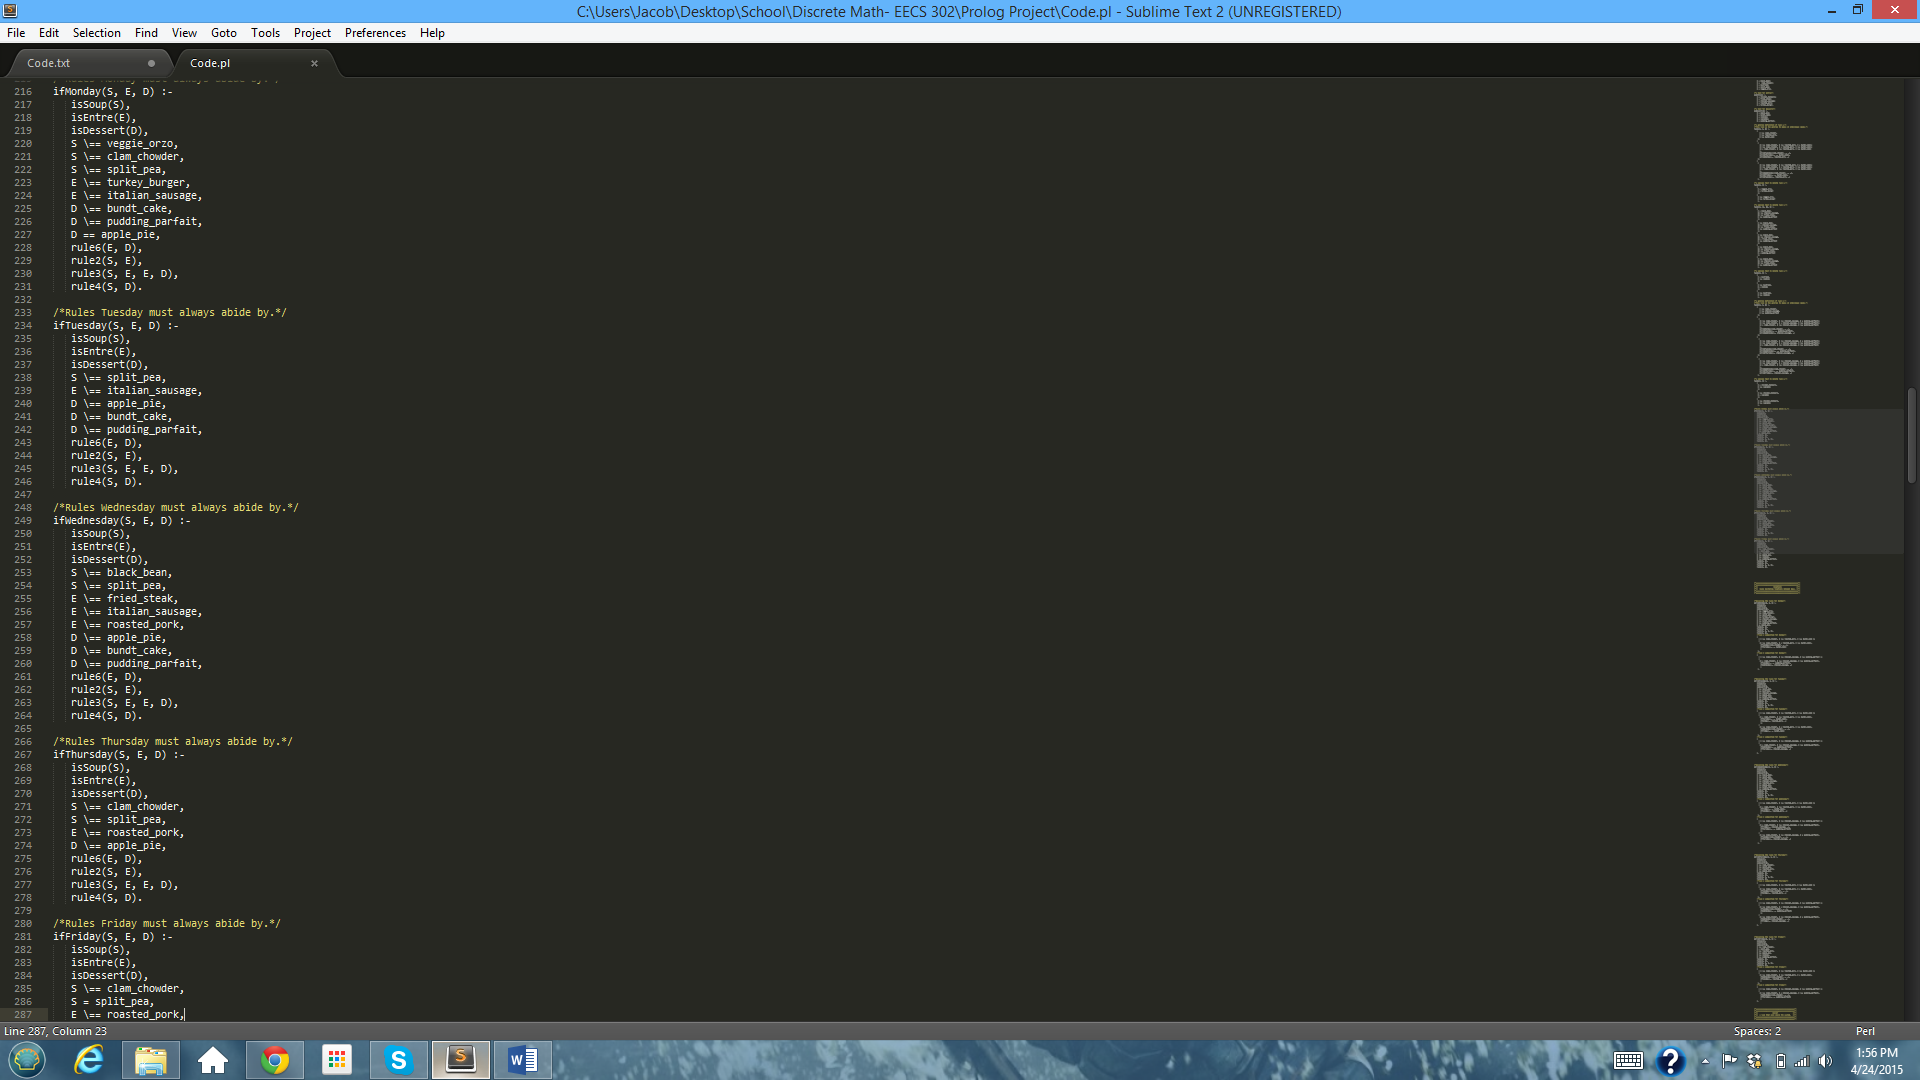 C:\Users\Jacob\Desktop\School\Discrete Math- EECS 302\Prolog Project\Code.pl - Sublime Text 2 (UNREGISTERED)
File Edit Selection Find View Goto Tools Project Preferences Help
Code.txt Code.pl
216 ifMonday(S, E, D) :-
217 isSoup(S),
218 isEntre(E),
219 isDessert(D),
220 S \== veggie_orzo,
221 S \== clam_chowder,
222 S \== split_pea,
223 E \== turkey_burger,
224 E \== italian_sausage,
225 D \== bundt_cake,
226 D \== pudding_parfait,
227 D == apple_pie,
228 rule6(E, D),
229 rule2(S, E),
230 rule3(S, E, E, D),
231 rule4(S, D).
232
233 /*Rules Tuesday must always abide by.*/
234 ifTuesday(S, E, D) :-
235 isSoup(S),
236 isEntre(E),
237 isDessert(D),
238 S \== split_pea,
239 E \== italian_sausage,
240 D \== apple_pie,
241 D \== bundt_cake,
242 D \== pudding_parfait,
243 rule6(E, D),
244 rule2(S, E),
245 rule3(S, E, E, D),
246 rule4(S, D).
247
248 /*Rules Wednesday must always abide by.*/
249 ifWednesday(S, E, D) :-
250 isSoup(S),
251 isEntre(E),
252 isDessert(D),
253 S \== black_bean,
254 S \== split_pea,
255 E \== fried_steak,
256 E \== italian_sausage,
257 E \== roasted_pork,
258 D \== apple_pie,
259 D \== bundt_cake,
260 D \== pudding_parfait,
261 rule6(E, D),
262 rule2(S, E),
263 rule3(S, E, E, D),
264 rule4(S, D).
265
266 /*Rules Thursday must always abide by.*/
267 ifThursday(S, E, D) :-
268 isSoup(S),
269 isEntre(E),
270 isDessert(D),
271 S \== clam_chowder,
272 S \== split_pea,
273 E \== roasted_pork,
274 D \== apple_pie,
275 rule6(E, D),
276 rule2(S, E),
277 rule3(S, E, E, D),
278 rule4(S, D).
279
280 /*Rules Friday must always abide by.*/
281 ifFriday(S, E, D) :-
282 isSoup(S),
283 isEntre(E),
284 isDessert(D),
285 S \== clam_chowder,
286 S = split_pea,
287 E \== roasted_pork,
Line 287, Column 23 Spaces: 2 Perl
1:56 PM
4/24/2015